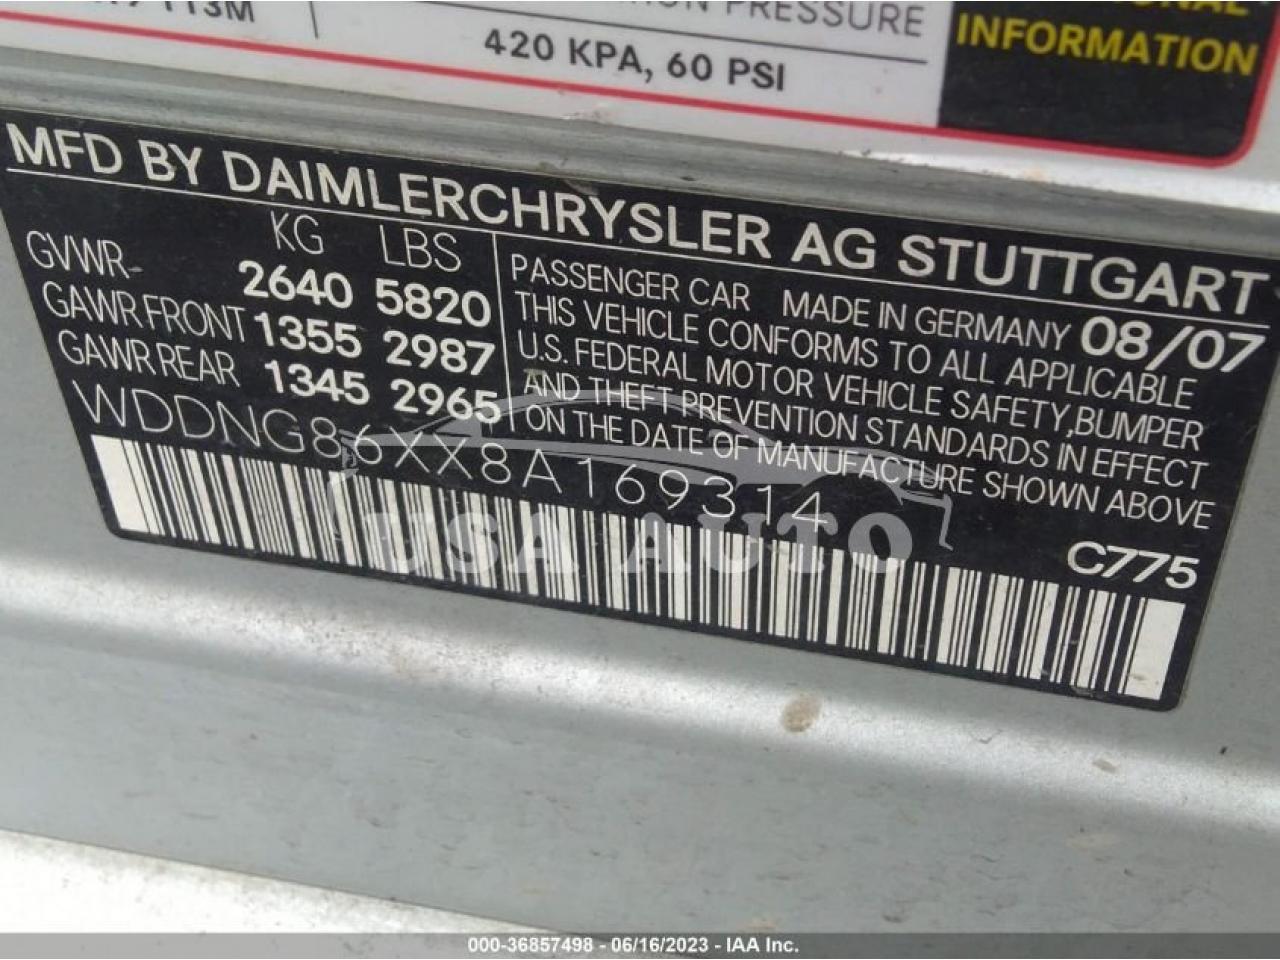 113M
PRESSURE
420 KPA, 60 PSI
INFORMATION
MFD BY DAIMLERCHRYSLER AG STUTTGART
KG LBS
GVWR- 2640 5820
GAWR FRONT 1355 2987
GAWR REAR 1345 2965
PASSENGER CAR MADE IN GERMANY 08/07
THIS VEHICLE CONFORMS TO ALL APPLICABLE
U.S. FEDERAL MOTOR VEHICLE SAFETY, BUMPER
AND THEFT PREVENTION STANDARDS IN EFFECT
ON THE DATE OF MANUFACTURE SHOWN ABOVE
WDDNG86XX8A169314
C775
USA AUTO
000-36857498 - 06/16/2023 - IAA Inc.